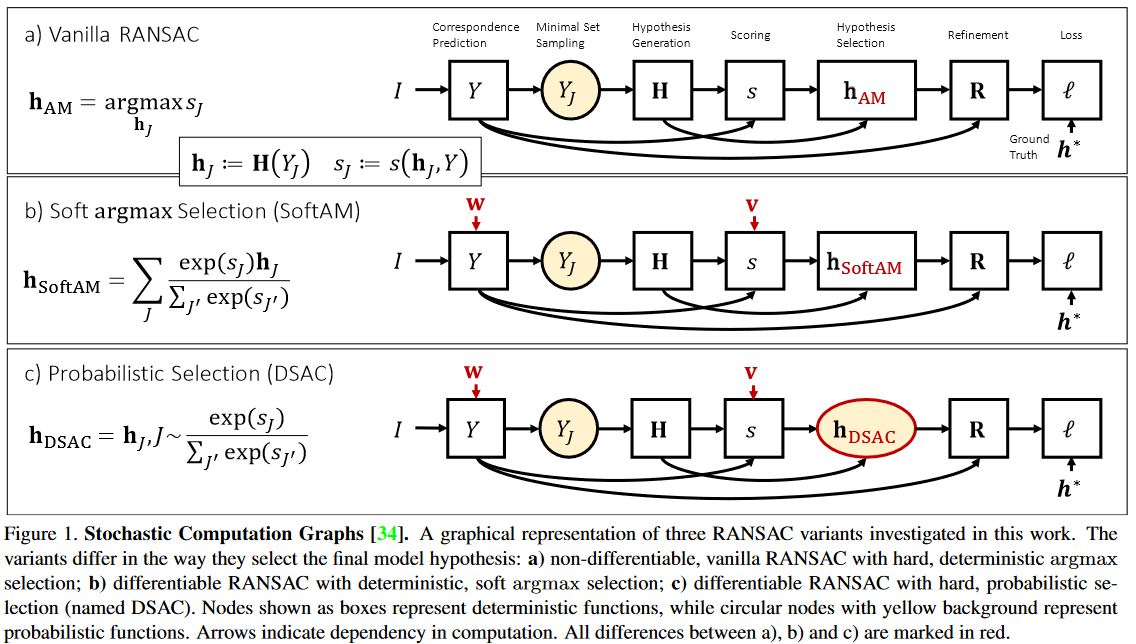 a) Vanilla RANSAC
Correspondence Prediction
Minimal Set Sampling
Hypothesis Generation
Scoring
Hypothesis Selection
Refinement
Loss
I Y Y_J H s h_AM R ℓ
h_AM = argmax_{h_J} s_J
Ground Truth h*
h_J := H(Y_J) s_J := s(h_J, Y)
b) Soft argmax Selection (SoftAM)
w v
I Y Y_J H s h_SoftAM R ℓ
h_SoftAM = ∑_J exp(s_J)h_J / ∑_{J'} exp(s_{J'})
h*
c) Probabilistic Selection (DSAC)
w v
I Y Y_J H s h_DSAC R ℓ
h_DSAC = h_J, J ~ exp(s_J) / ∑_{J'} exp(s_{J'})
h*
Figure 1. Stochastic Computation Graphs [34]. A graphical representation of three RANSAC variants investigated in this work. The
variants differ in the way they select the final model hypothesis: a) non-differentiable, vanilla RANSAC with hard, deterministic argmax
selection; b) differentiable RANSAC with deterministic, soft argmax selection; c) differentiable RANSAC with hard, probabilistic se-
lection (named DSAC). Nodes shown as boxes represent deterministic functions, while circular nodes with yellow background represent
probabilistic functions. Arrows indicate dependency in computation. All differences between a), b) and c) are marked in red.